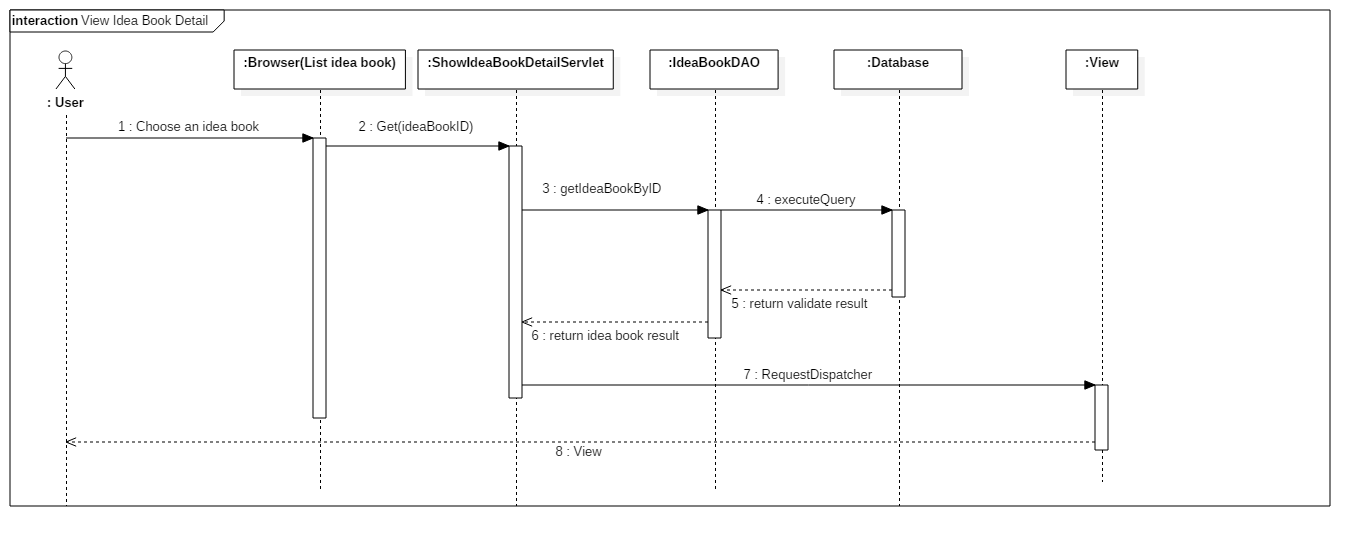 interaction View Idea Book Detail
:Browser(List idea book)
:ShowIdeaBookDetailServlet
:IdeaBookDAO
:Database
:View
: User
1 : Choose an idea book
2 : Get(ideaBookID)
3 : getIdeaBookByID
4 : executeQuery
5 : return validate result
6 : return idea book result
7 : RequestDispatcher
8 : View